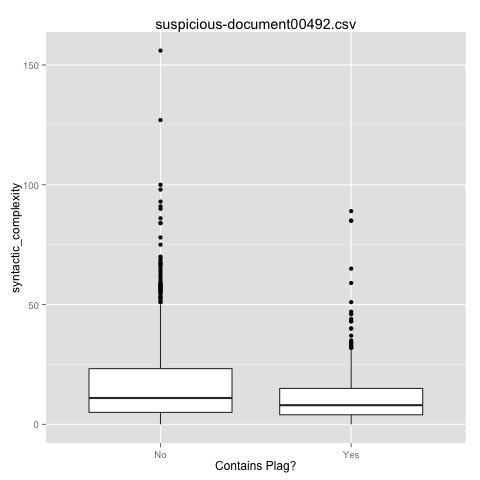 suspicious-document00492.csv
150
100
50
0
syntactic_complexity
No
Yes
Contains Plag?